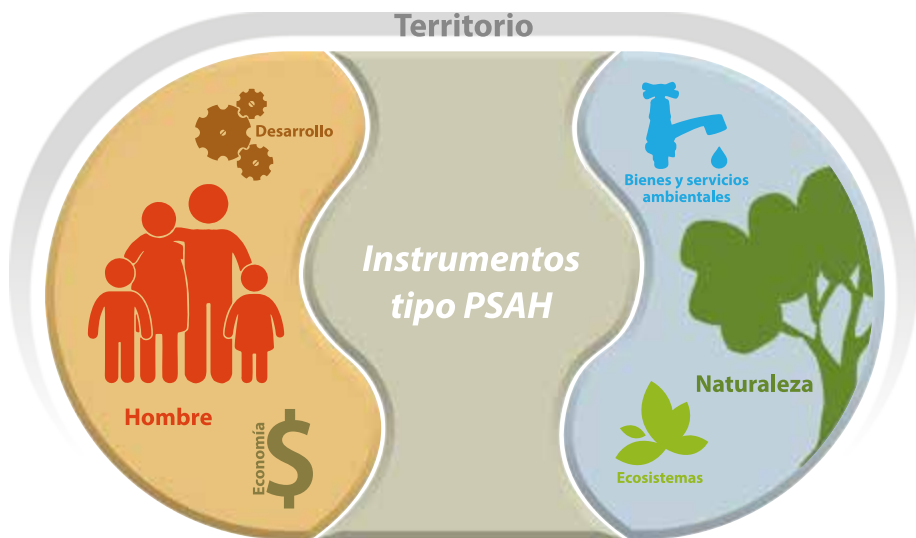 Territorio
Desarrollo
Hombre
Economía
$
Instrumentos
tipo PSAH
Bienes y servicios
ambientales
Naturaleza
Ecosistemas